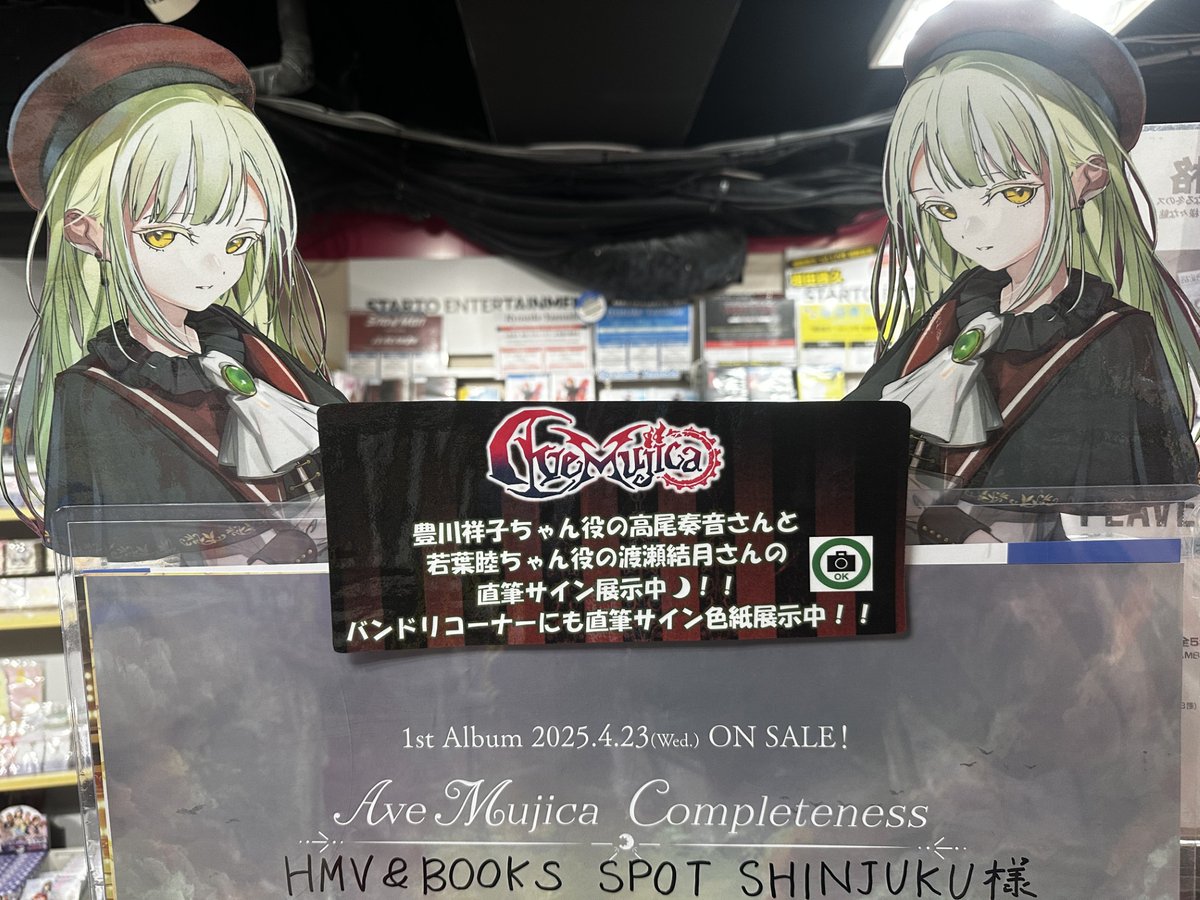 格
STARTO ENTERTAINMEN
STARTO
Ave Mujica
豊川祥子ちゃん役の高尾奏音さんと
若葉睦ちゃん役の渡瀬結月さんの
直筆サイン展示中🌙！！
バンドリコーナーにも直筆サイン色紙展示中！！
OK
1st Album 2025.4.23(Wed.) ON SALE!
Ave Mujica Completeness
HMV&BOOKS SPOT SHINJUKU様